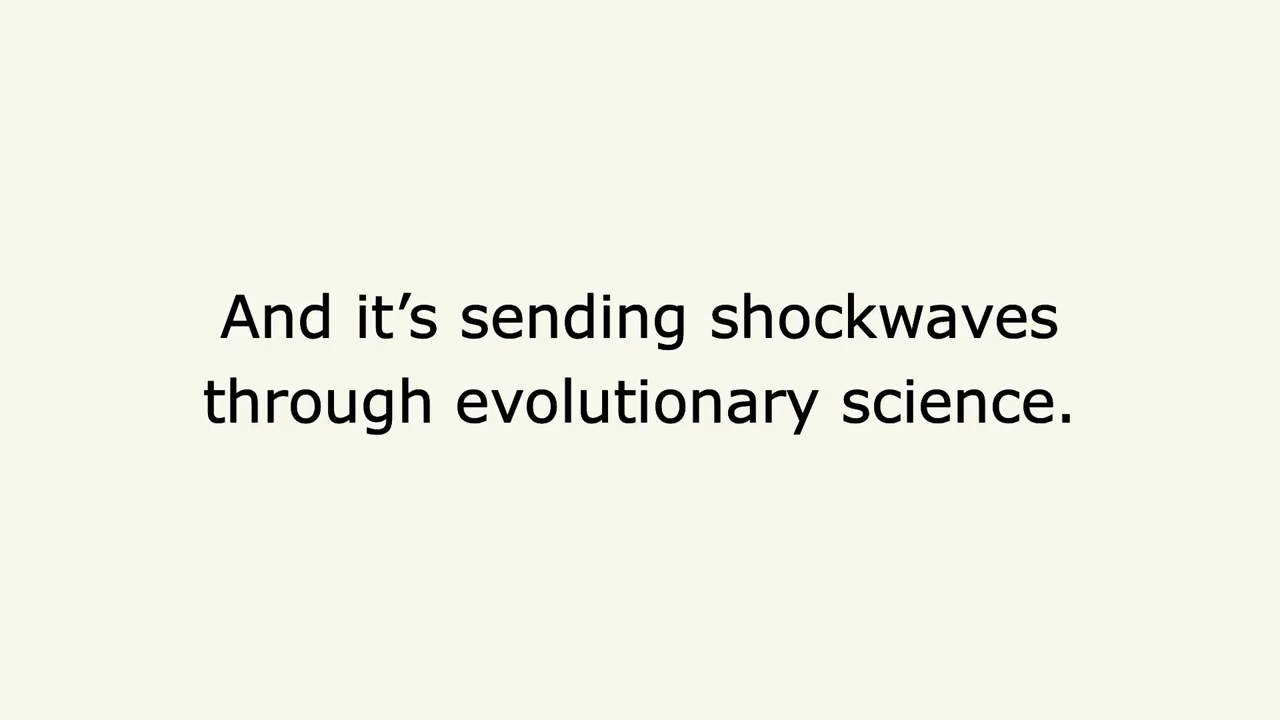 And it’s sending shockwaves
through evolutionary science.